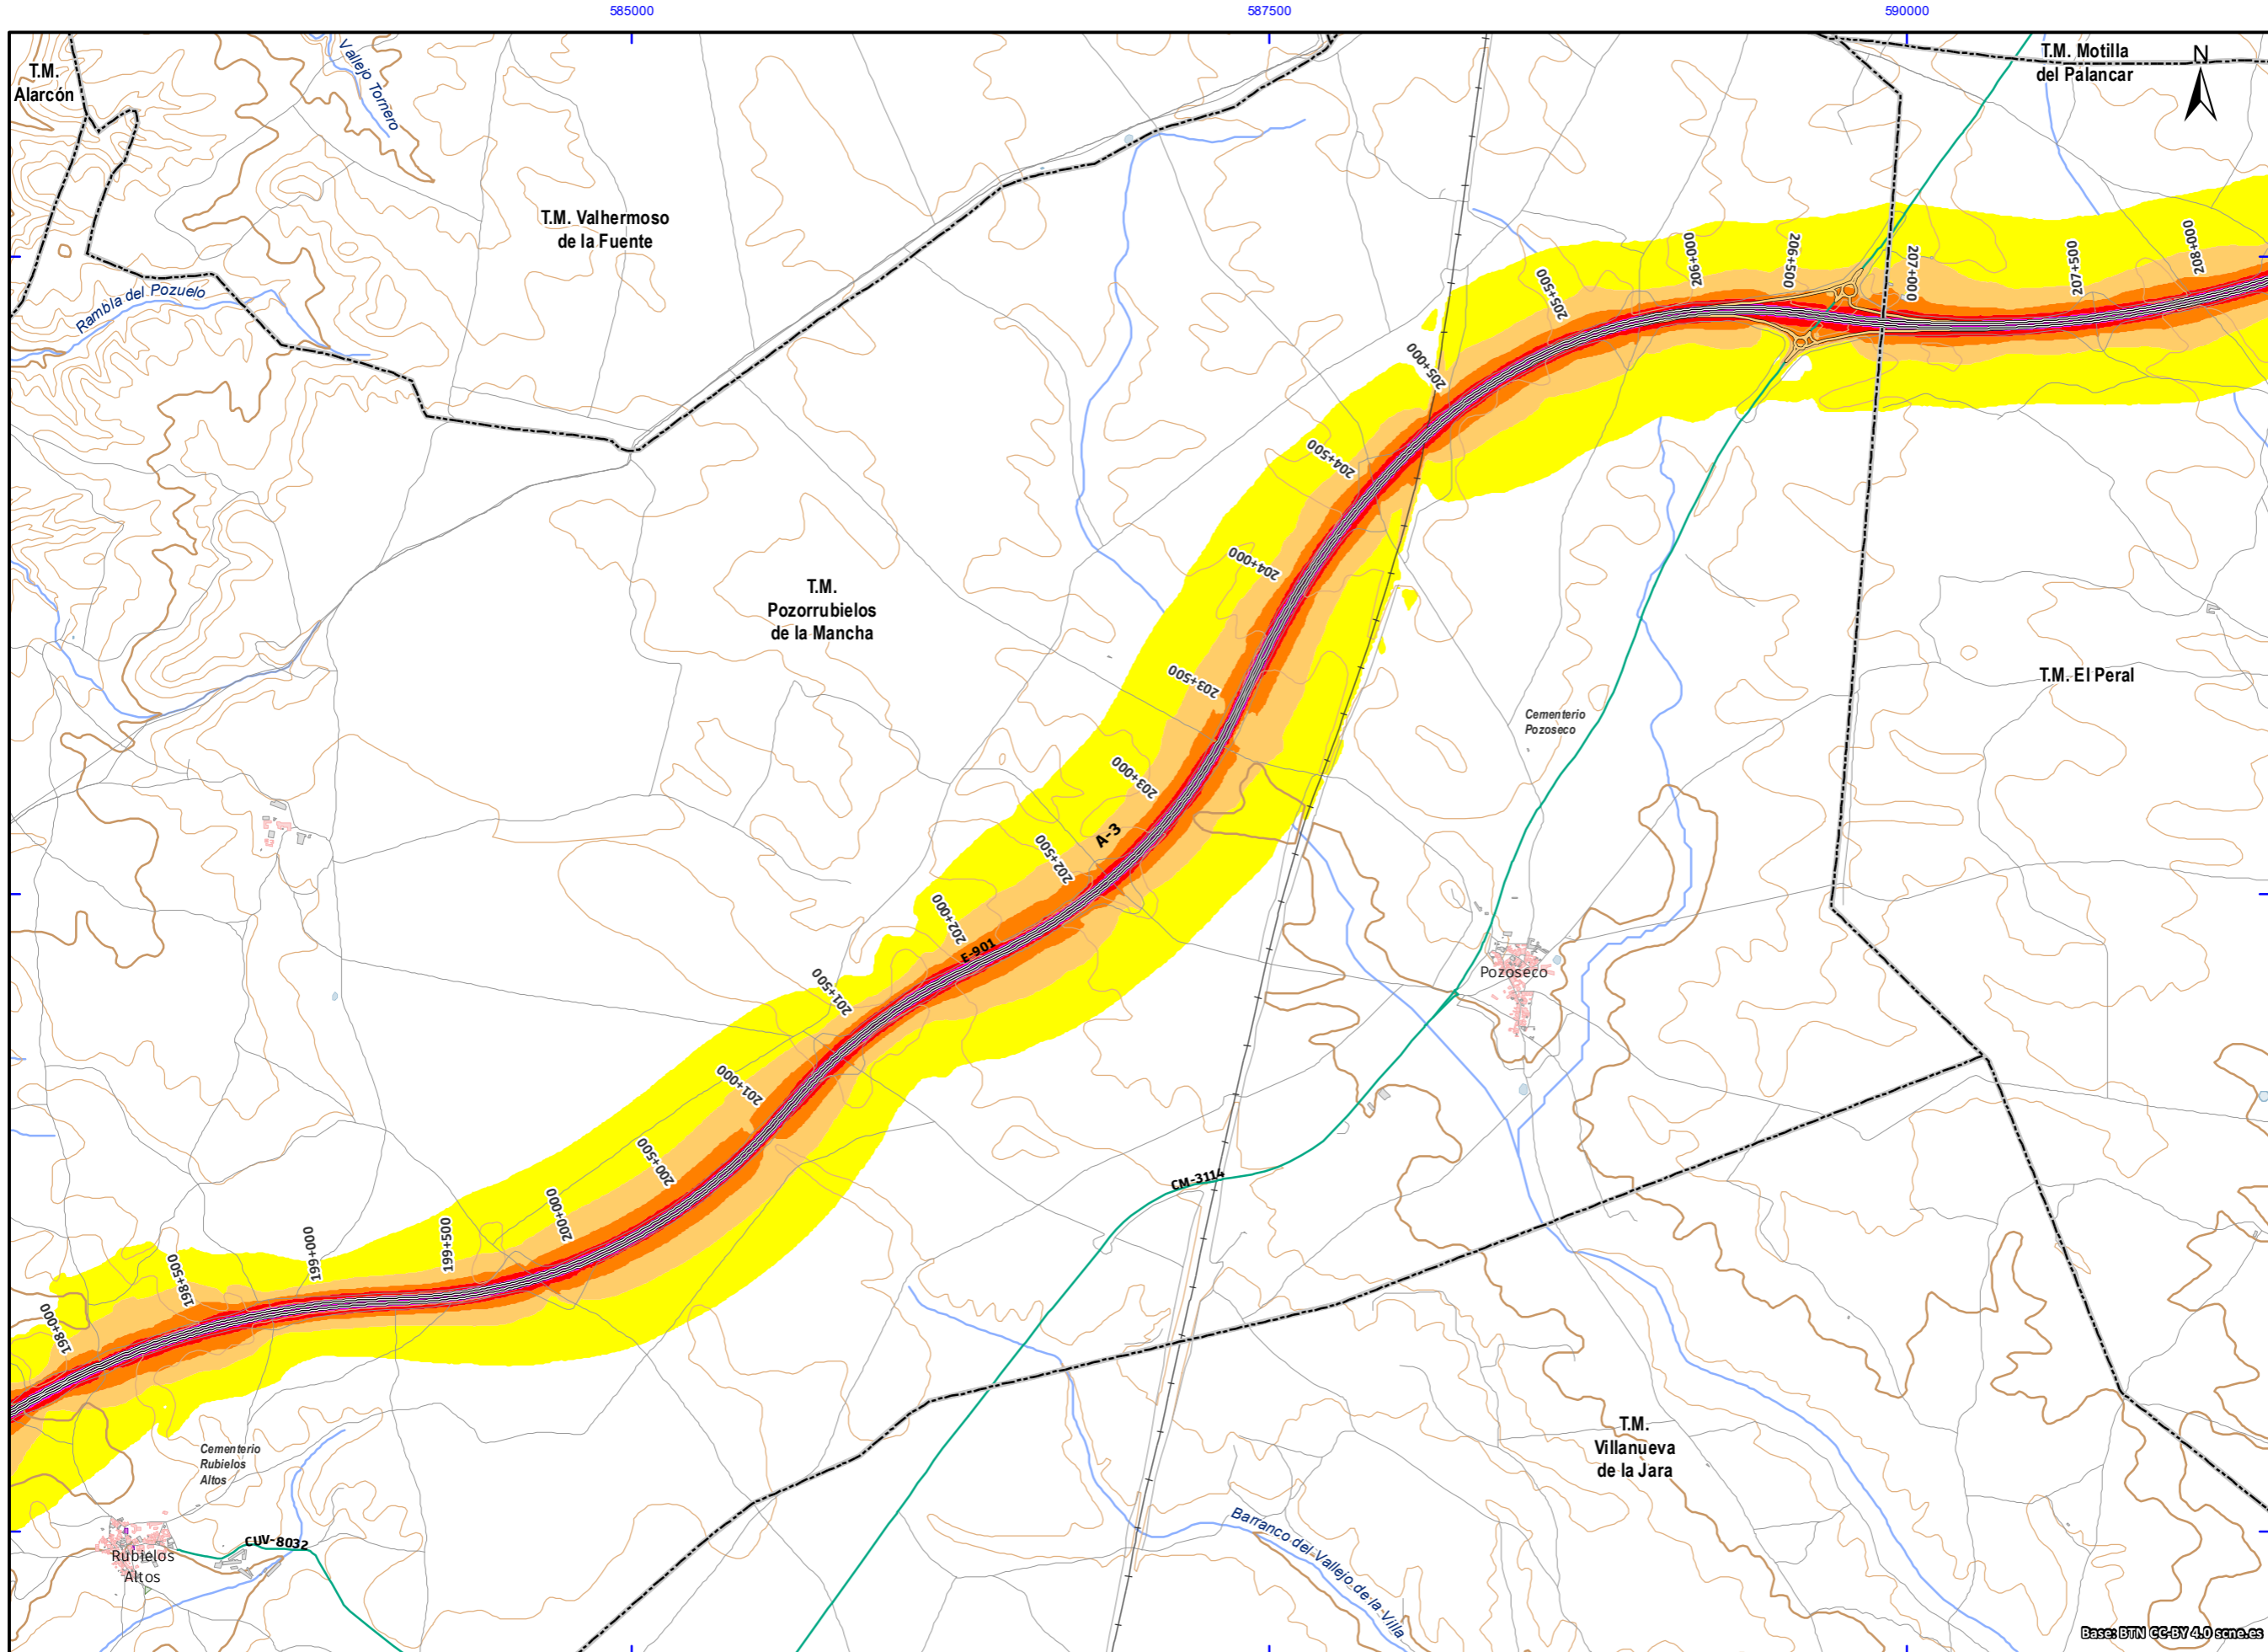 585000
587500
590000
T.M.
Alarcón
Vallejo Tornero
T.M. Motilla
del Palancar
N
T.M. Valhermoso
de la Fuente
Rambla del Pozuelo
206+000
206+500
207+000
207+500
208+000
205+500
205+000
204+500
204+000
T.M.
Pozorrubielos
de la Mancha
203+500
T.M. El Peral
Cementerio
Pozoseco
203+000
A-3
202+500
202+000
E-901
201+500
Pozoseco
201+000
200+500
CM-3114
200+000
199+500
199+000
198+500
198+000
T.M.
Villanueva
de la Jara
Cementerio
Rubielos
Altos
CUV-8032
Rubielos
Altos
Barranco del Vallejo de la Villa
Base: BTN CC-BY 4.0 scne.es